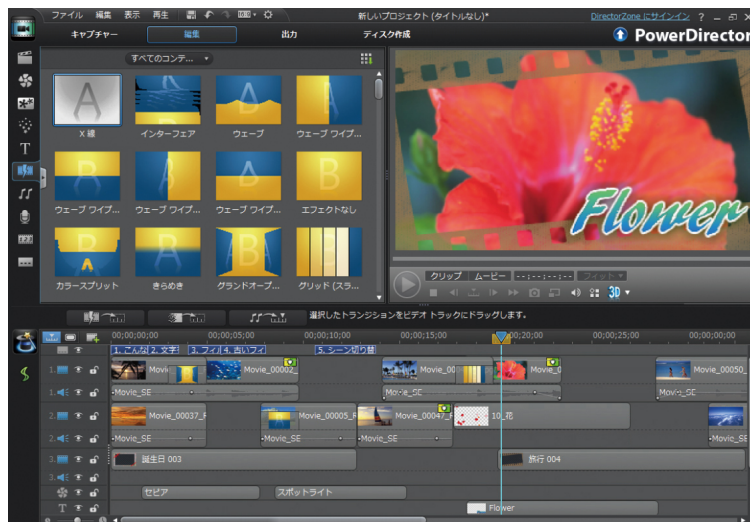 ファイル 編集 表示 再生 新しいプロジェクト (タイトルなし)* DirectorZone にサインイン ?
キャプチャー 編集 出力 ディスク作成 PowerDirector
すべてのコンテ...
X 線 インターフェア ウェーブ ウェーブ ワイプ...
ウェーブ ワイプ... ウェーブ ワイプ... ウェーブ ワイプ... エフェクトなし
カラースプリット きらめき グランドオープ... グリッド (スラ...
Flower
クリップ ムービー --:--:--:-- フィット
3D
選択したトランジションをビデオ トラックにドラッグします。
00;00;00;00 00;00;05;00 00;00;10;00 00;00;15;00 00;00;20;00 00;00;25;00 00;00;00;00
1. こんな 2. 文字! 3. フィル 4. 古いフィ 5. シーン切り替
1. Movi Movie_00002_ Movie_00 Movie_0 Movie_00050_
1. -Movie_SE -Movie_SE -Movie_SE
2. Movie_00037_F Movie_00005_F Movie_00047_F 10_花
2. -Movie_SE -Movie_SE -Movie_SE -Movie_SE
3. 誕生日 003 旅行 004
3.
セピア スポットライト
T Flower